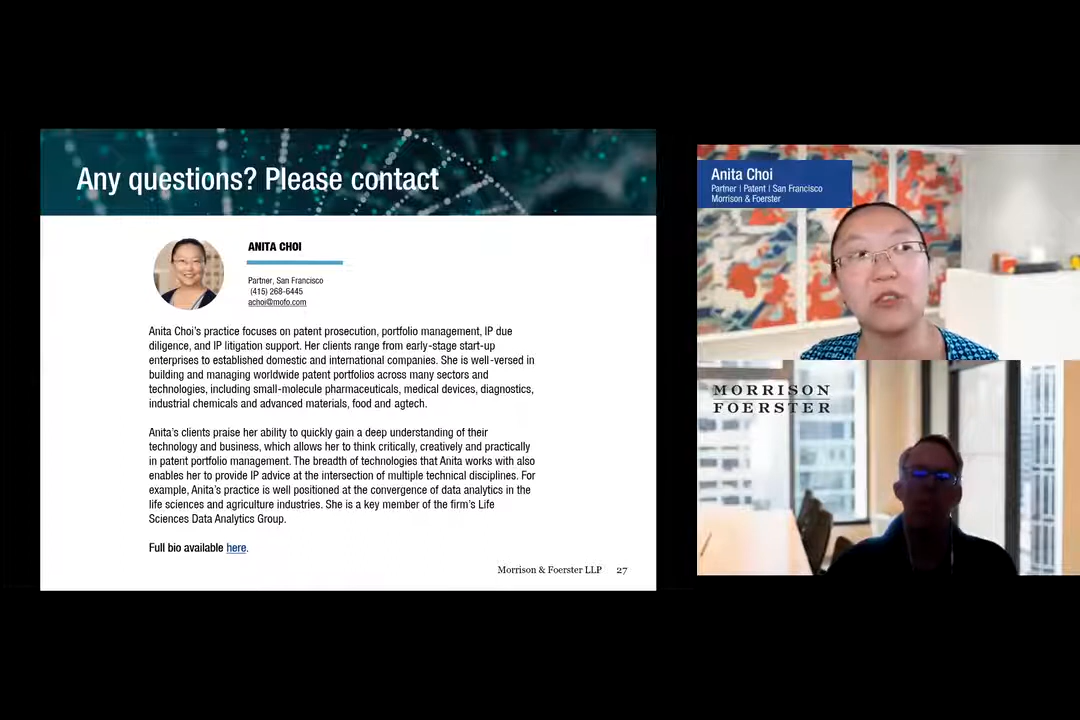 Any questions? Please contact
ANITA CHOI
Partner, San Francisco
(415) 268-6445
achoi@mofo.com
Anita Choi's practice focuses on patent prosecution, portfolio management, IP due
diligence, and IP litigation support. Her clients range from early-stage start-up
enterprises to established domestic and international companies. She is well-versed in
building and managing worldwide patent portfolios across many sectors and
technologies, including small-molecule pharmaceuticals, medical devices, diagnostics,
industrial chemicals and advanced materials, food and agtech.
Anita's clients praise her ability to quickly gain a deep understanding of their
technology and business, which allows her to think critically, creatively and practically
in patent portfolio management. The breadth of technologies that Anita works with also
enables her to provide IP advice at the intersection of multiple technical disciplines. For
example, Anita's practice is well positioned at the convergence of data analytics in the
life sciences and agriculture industries. She is a key member of the firm's Life
Sciences Data Analytics Group.
Full bio available here.
Morrison & Foerster LLP 27
Anita Choi
Partner | Patent | San Francisco
Morrison & Foerster
MORRISON
FOERSTER